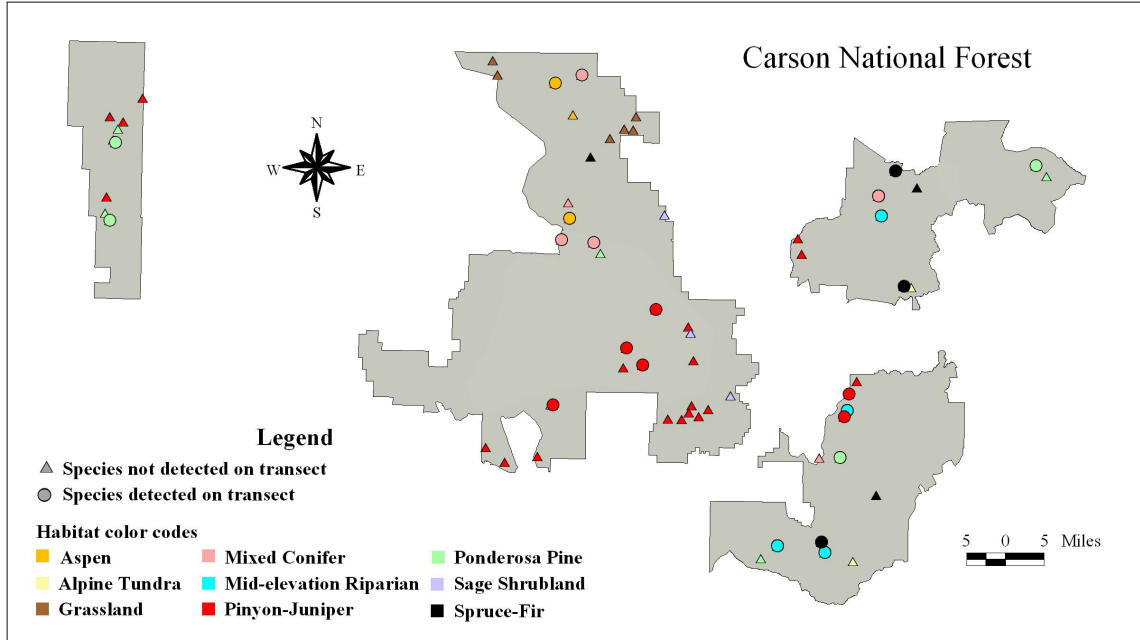 Carson National Forest
N
W E
S
Legend
Species not detected on transect
Species detected on transect
Habitat color codes
Aspen Mixed Conifer Ponderosa Pine
Alpine Tundra Mid-elevation Riparian Sage Shrubland
Grassland Pinyon-Juniper Spruce-Fir
5 0 5 Miles